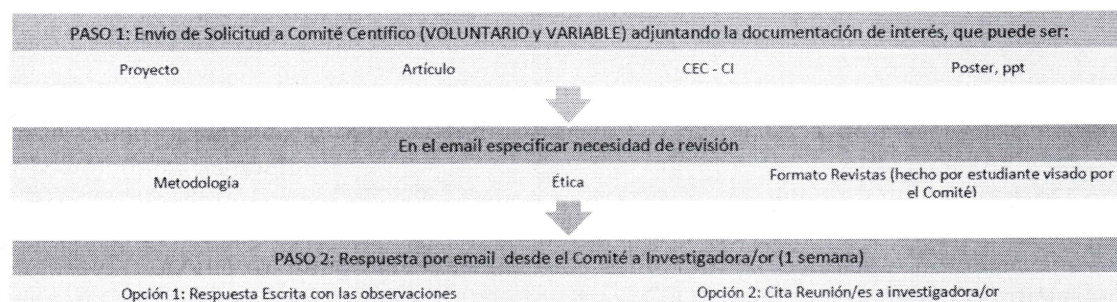 PASO 1: Envío de Solicitud a Comité Centífico (VOLUNTARIO y VARIABLE) adjuntando la documentación de interés, que puede ser:
Proyecto Artículo CEC - CI Poster, ppt
En el email especificar necesidad de revisión
Metodología Ética Formato Revistas (hecho por estudiante visado por
el Comité)
PASO 2: Respuesta por email desde el Comité a Investigadora/or (1 semana)
Opción 1: Respuesta Escrita con las observaciones Opción 2: Cita Reunión/es a investigadora/or